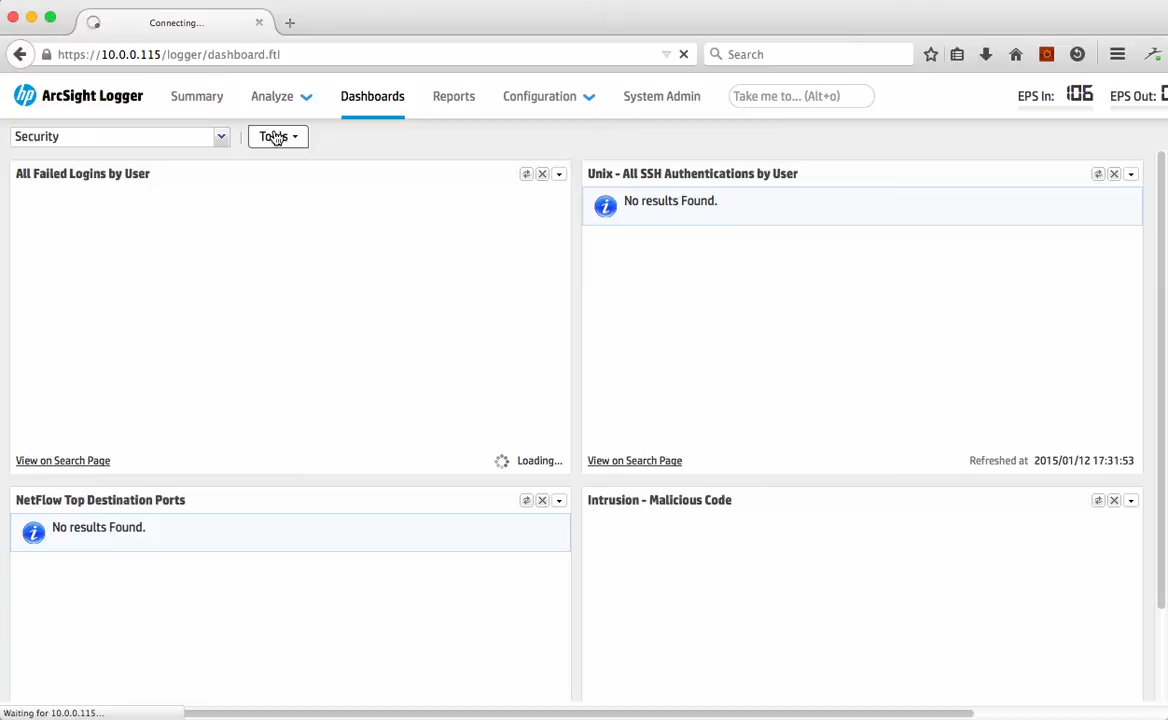 Connecting...
https://10.0.0.115/logger/dashboard.ftl
Search
hp ArcSight Logger Summary Analyze Dashboards Reports Configuration System Admin Take me to... (Alt+o) EPS In: 106 EPS Out:
Security Tools
All Failed Logins by User
View on Search Page Loading...
Unix - All SSH Authentications by User
No results Found.
View on Search Page Refreshed at 2015/01/12 17:31:53
NetFlow Top Destination Ports
No results Found.
Intrusion - Malicious Code
Waiting for 10.0.0.115...